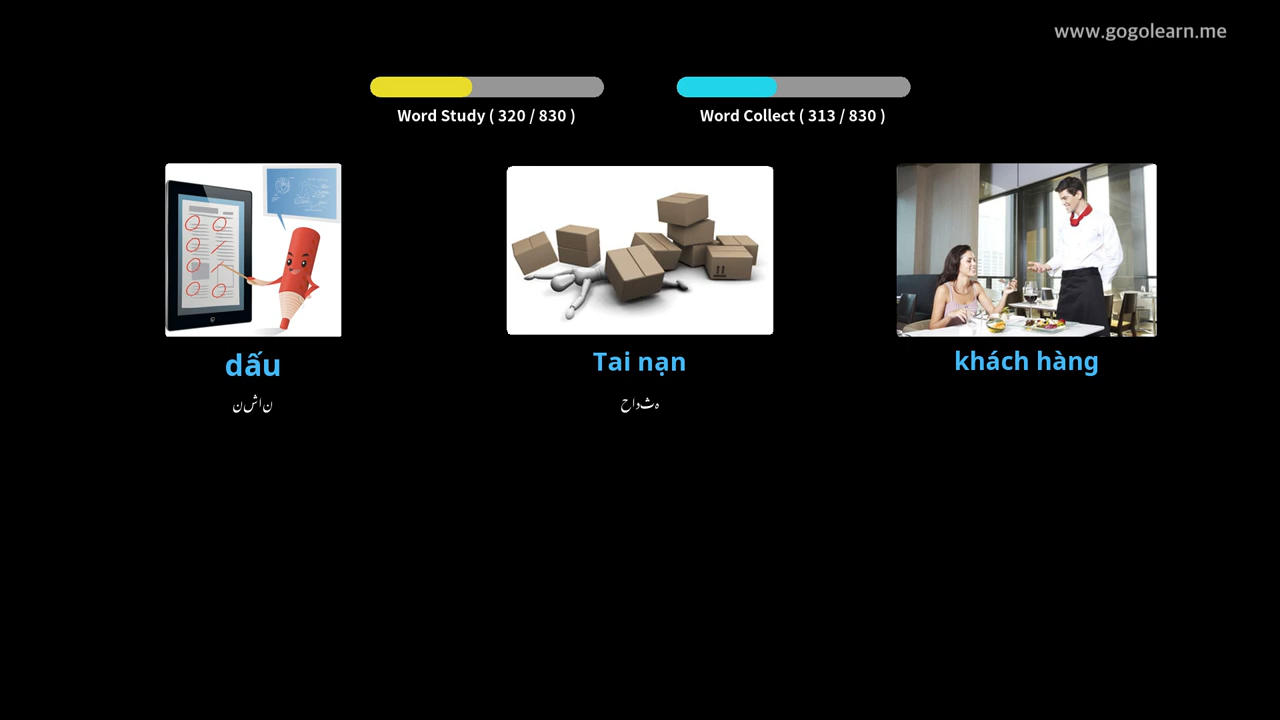 www.gogolearn.me
Word Study ( 320 / 830 )
Word Collect ( 313 / 830 )
dấu
Tai nạn
khách hàng
نشان
حادثہ